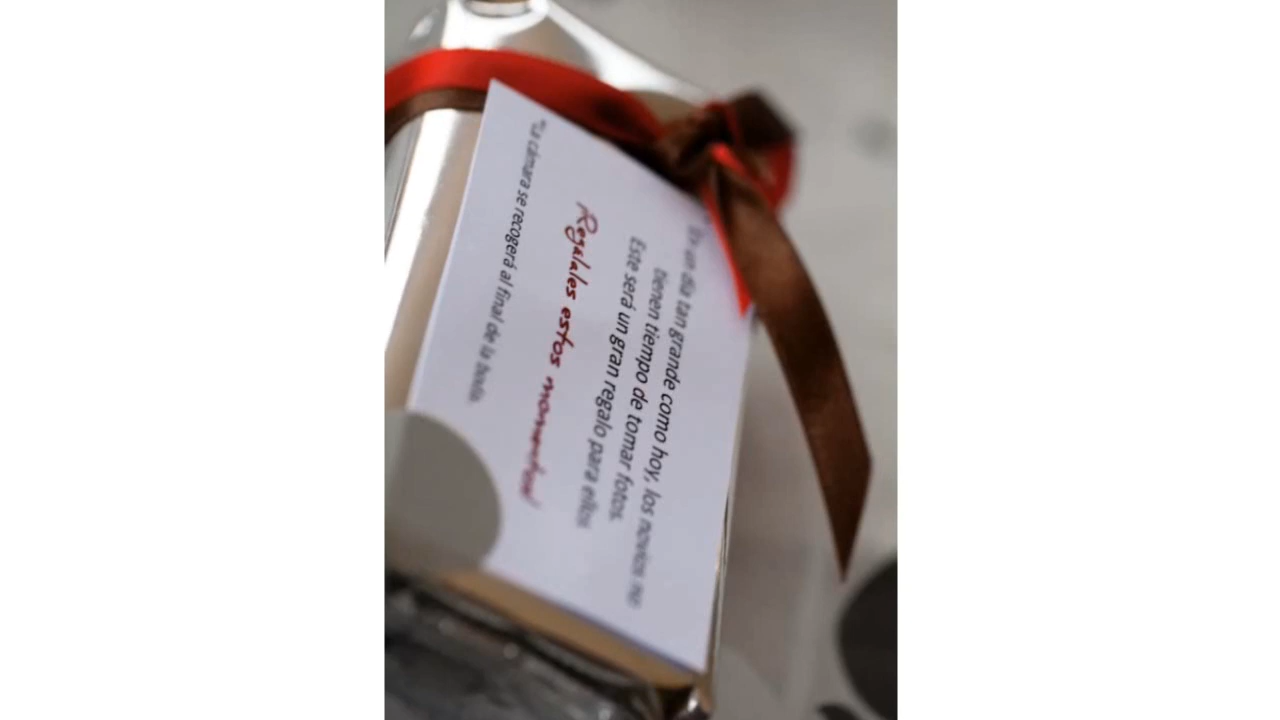 En un día tan grande como hoy, los novios no
tienen tiempo de tomar fotos.
Este será un gran regalo para ellos
Regálales estos momentos!
*La cámara se recogerá al final de la boda.